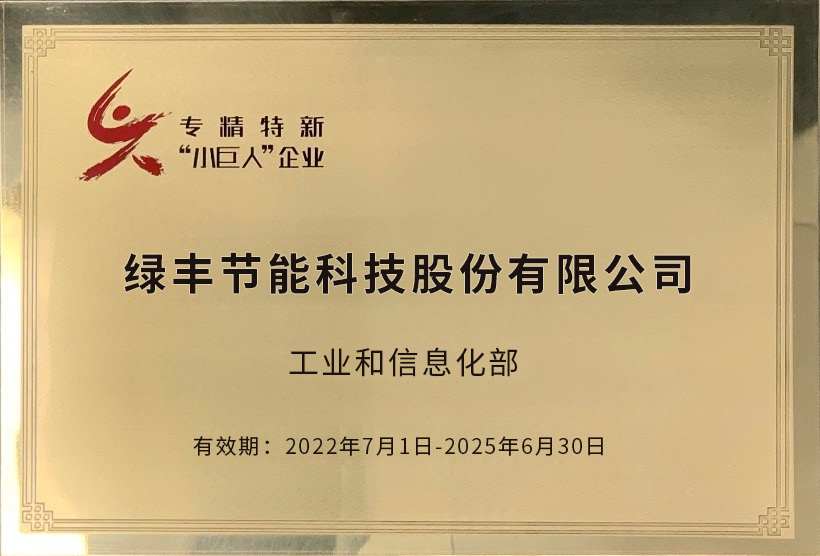 专精特新
“小巨人”企业
绿丰节能科技股份有限公司
工业和信息化部
有效期：2022年7月1日-2025年6月30日